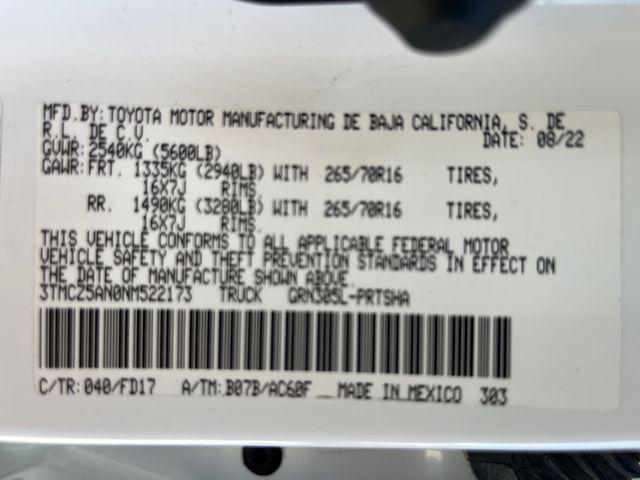 MFD.BY: TOYOTA MOTOR MANUFACTURING DE BAJA CALIFORNIA, S. DE
R.L. DE C.V.
DATE: 08/22
GVWR: 2540KG (5600LB)
GAWR: FRT. 1335KG (2940LB) WITH 265/70R16 TIRES,
16X7J RIMS.
RR. 1490KG (3280LB) WITH 265/70R16 TIRES,
16X7J RIMS.
THIS VEHICLE CONFORMS TO ALL APPLICABLE FEDERAL MOTOR
VEHICLE SAFETY AND THEFT PREVENTION STANDARDS IN EFFECT ON
THE DATE OF MANUFACTURE SHOWN ABOVE.
3TMCZ5AN0NM522173 TRUCK GRN305L-PRTSHA
C/TR: 040/FD17 A/TM: B07B/AC60F MADE IN MEXICO 303